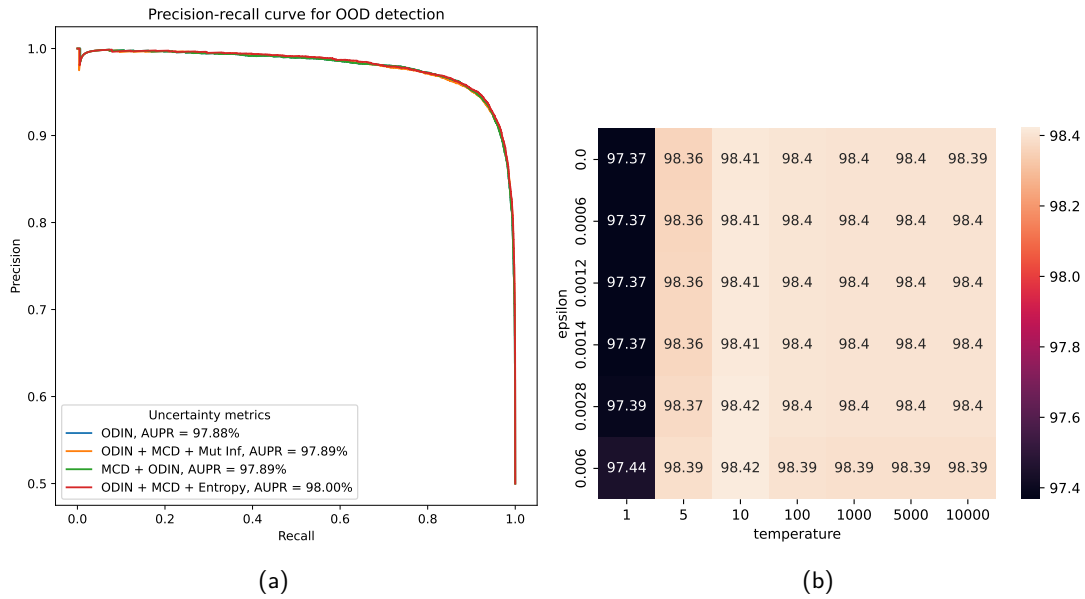 Precision-recall curve for OOD detection
Precision
1.0
0.9
0.8
0.7
0.6
0.5
Uncertainty metrics
ODIN, AUPR = 97.88%
ODIN + MCD + Mut Inf, AUPR = 97.89%
MCD + ODIN, AUPR = 97.89%
ODIN + MCD + Entropy, AUPR = 98.00%
0.0 0.2 0.4 0.6 0.8 1.0
Recall
(a)
epsilon
0.0 97.37 98.36 98.41 98.4 98.4 98.4 98.39
0.0006 97.37 98.36 98.41 98.4 98.4 98.4 98.4
0.0012 97.37 98.36 98.41 98.4 98.4 98.4 98.4
0.0014 97.37 98.36 98.41 98.4 98.4 98.4 98.4
0.0028 97.39 98.37 98.42 98.4 98.4 98.4 98.4
0.006 97.44 98.39 98.42 98.39 98.39 98.39 98.39
1 5 10 100 1000 5000 10000
temperature
98.4
98.2
98.0
97.8
97.6
97.4
(b)